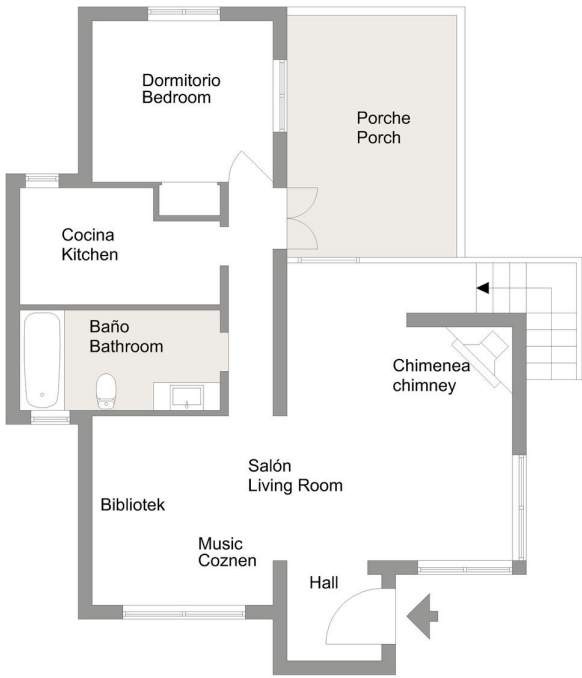 Dormitorio
Bedroom
Porche
Porch
Cocina
Kitchen
Baño
Bathroom
Chimenea
chimney
Salón
Living Room
Bibliotek
Music
Coznen
Hall